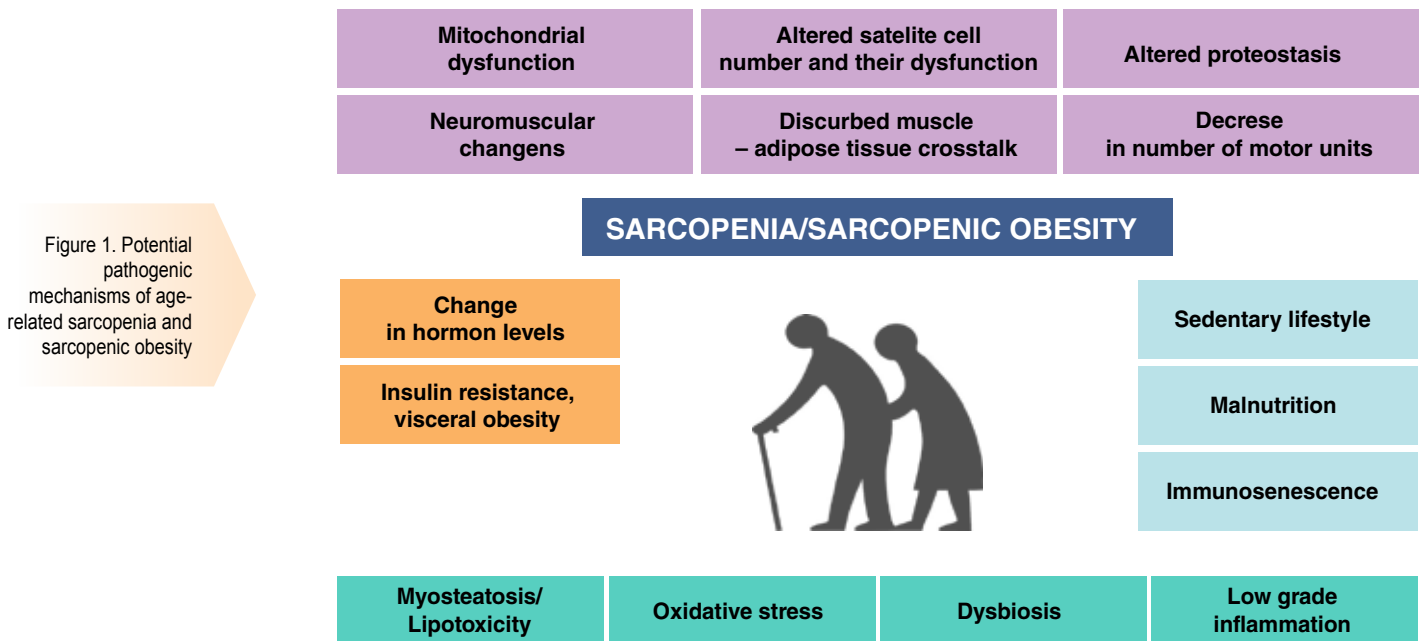 Mitochondrial
dysfunction
Altered satelite cell
number and their dysfunction
Altered proteostasis
Neuromuscular
changens
Discurbed muscle
– adipose tissue crosstalk
Decrese
in number of motor units
SARCOPENIA/SARCOPENIC OBESITY
Figure 1. Potential
pathogenic
mechanisms of age-
related sarcopenia and
sarcopenic obesity
Change
in hormon levels
Insulin resistance,
visceral obesity
Sedentary lifestyle
Malnutrition
Immunosenescence
Myosteatosis/
Lipotoxicity
Oxidative stress
Dysbiosis
Low grade
inflammation